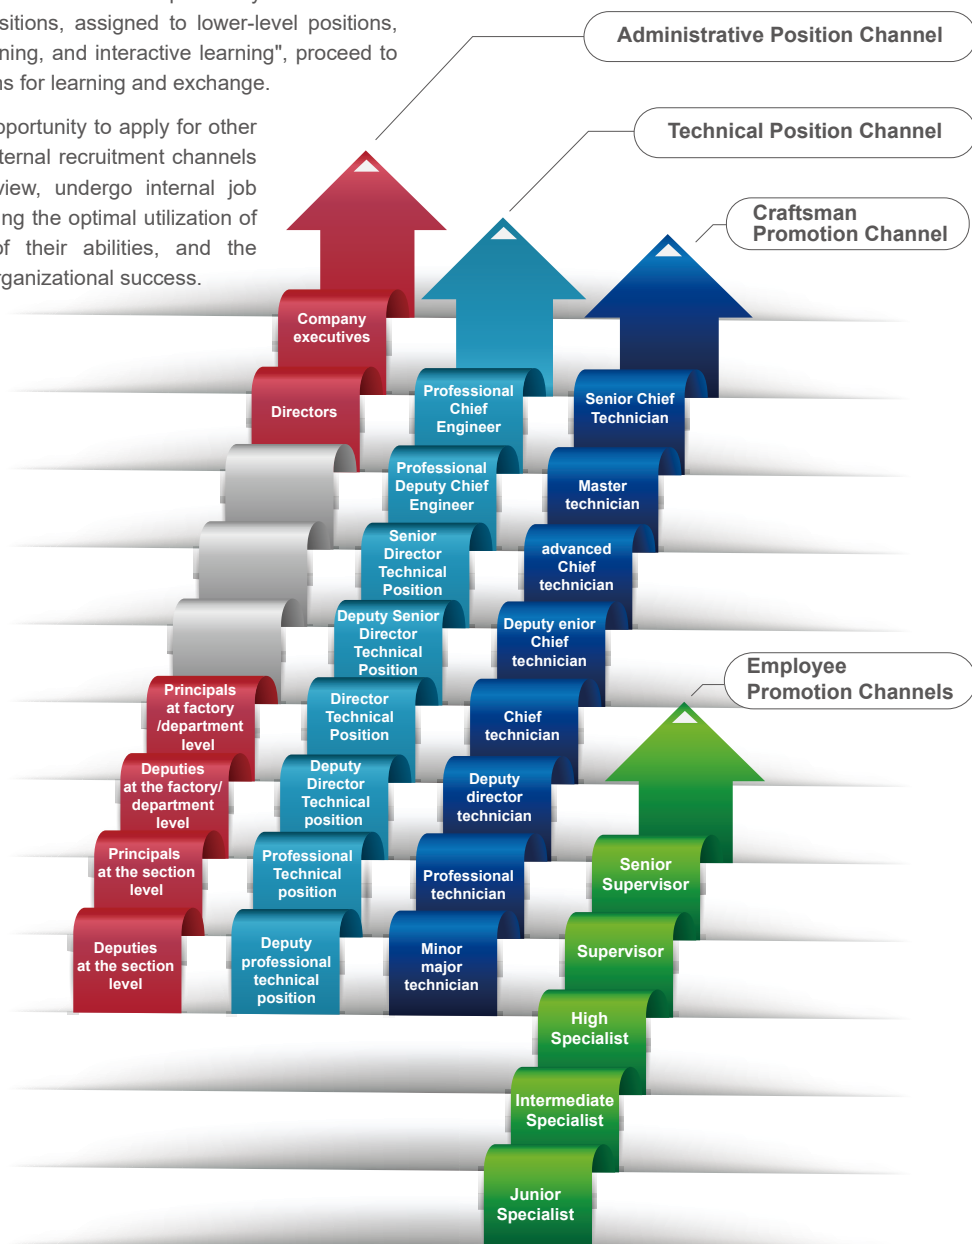 sitions, assigned to lower-level positions,
ning, and interactive learning", proceed to
ns for learning and exchange.
pportunity to apply for other
ternal recruitment channels
view, undergo internal job
ing the optimal utilization of
of their abilities, and the
rganizational success.
Administrative Position Channel
Technical Position Channel
Craftsman
Promotion Channel
Company
executives
Directors
Professional
Chief
Engineer
Senior Chief
Technician
Professional
Deputy Chief
Engineer
Master
technician
Senior
Director
Technical
Position
advanced
Chief
technician
Deputy Senior
Director
Technical
Position
Deputy enior
Chief
technician
Employee
Promotion Channels
Principals
at factory
/department
level
Director
Technical
Position
Chief
technician
Deputies
at the factory/
department
level
Deputy
Director
Technical
position
Deputy
director
technician
Principals
at the section
level
Professional
Technical
position
Professional
technician
Senior
Supervisor
Deputies
at the section
level
Deputy
professional
technical
position
Minor
major
technician
Supervisor
High
Specialist
Intermediate
Specialist
Junior
Specialist